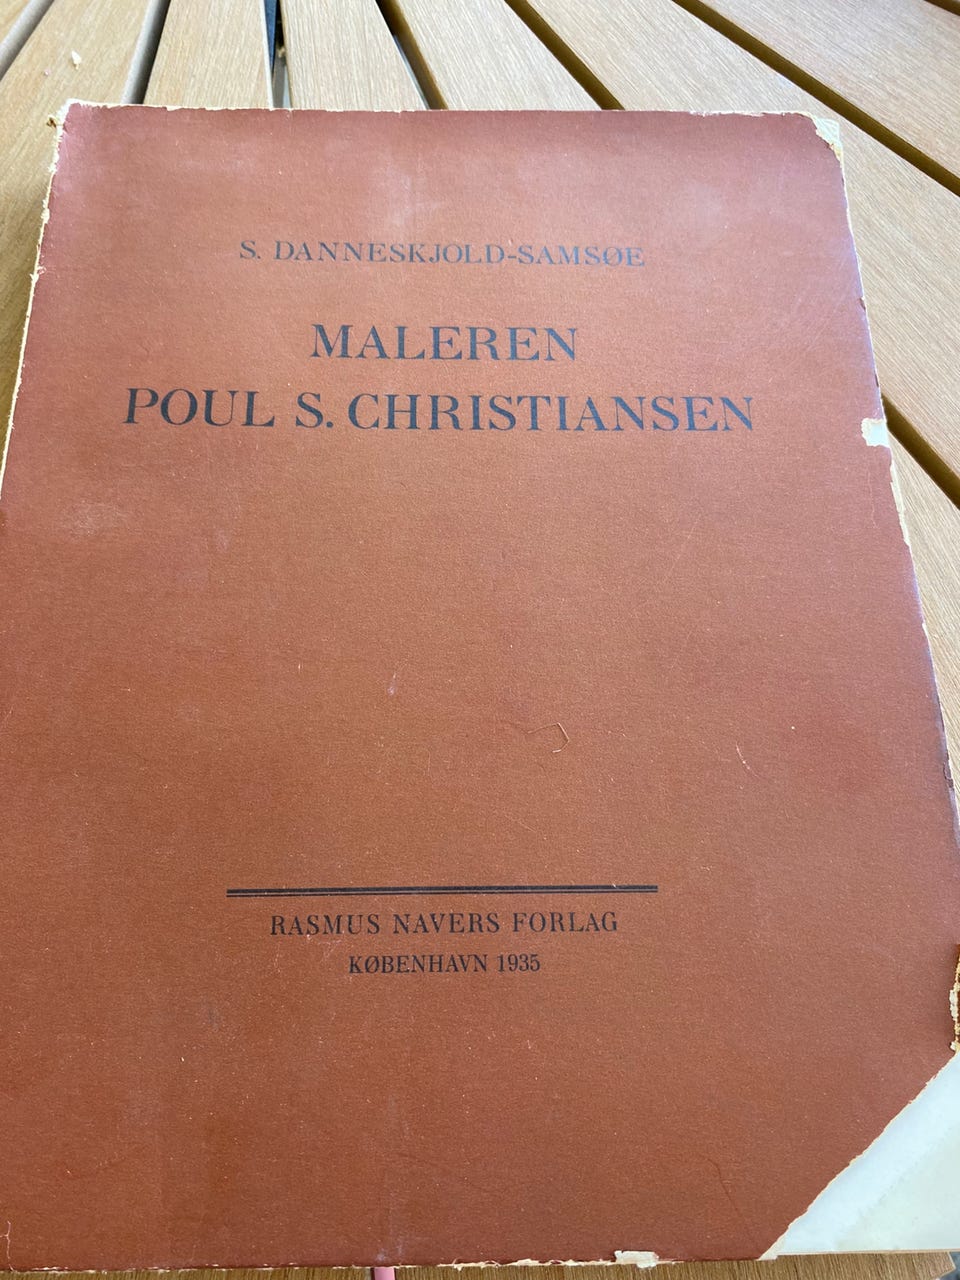 S. DANNESKJOLD-SAMSØE
MALEREN
POUL S. CHRISTIANSEN
RASMUS NAVERS FORLAG
KØBENHAVN 1935